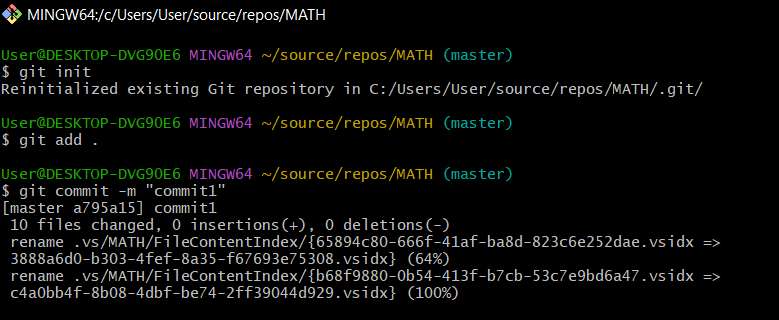 MINGW64:/c/Users/User/source/repos/MATH
User@DESKTOP-DVG9OE6 MINGW64 ~/source/repos/MATH (master)
$ git init
Reinitialized existing Git repository in C:/Users/User/source/repos/MATH/.git/
User@DESKTOP-DVG9OE6 MINGW64 ~/source/repos/MATH (master)
$ git add .
User@DESKTOP-DVG9OE6 MINGW64 ~/source/repos/MATH (master)
$ git commit -m "commit1"
[master a795a15] commit1
 10 files changed, 0 insertions(+), 0 deletions(-)
 rename .vs/MATH/FileContentIndex/{65894c80-666f-41af-ba8d-823c6e252dae.vsidx =>
3888a6d0-b303-4fef-8a35-f67693e75308.vsidx} (64%)
 rename .vs/MATH/FileContentIndex/{b68f9880-0b54-413f-b7cb-53c7e9bd6a47.vsidx =>
c4a0bb4f-8b08-4dbf-be74-2ff39044d929.vsidx} (100%)